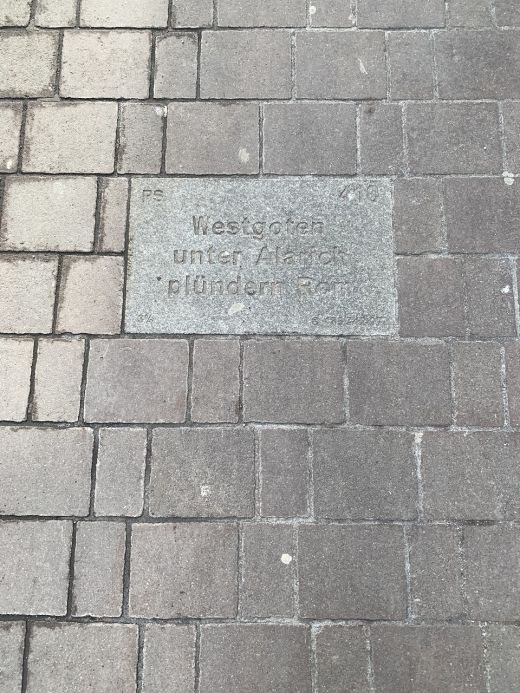 PS 410
Westgoten
unter Alarich
plündern Rom